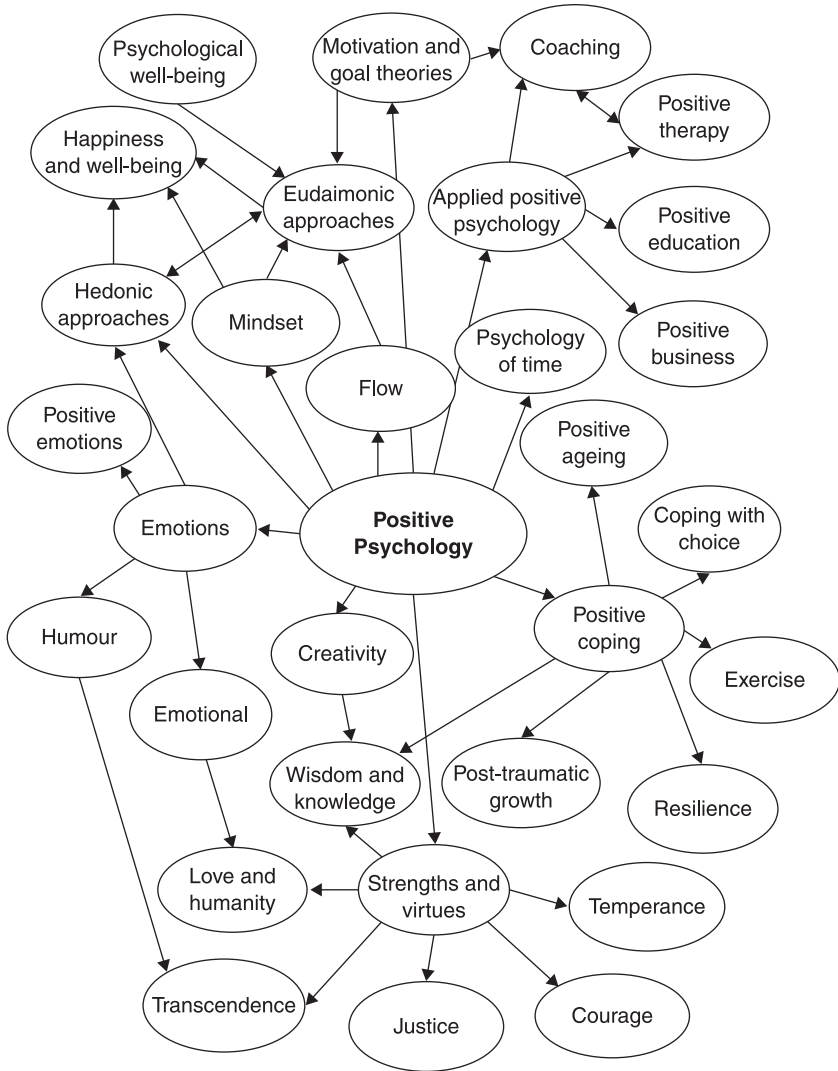 Psychological
well-being
Motivation and
goal theories
Coaching
Positive
therapy
Happiness
and well-being
Eudaimonic
approaches
Applied positive
psychology
Positive
education
Hedonic
approaches
Mindset
Psychology
of time
Positive
business
Flow
Positive
emotions
Positive
ageing
Emotions
Positive
Psychology
Coping with
choice
Humour
Creativity
Positive
coping
Exercise
Emotional
Wisdom and
knowledge
Post-traumatic
growth
Resilience
Love and
humanity
Strengths and
virtues
Temperance
Transcendence
Justice
Courage